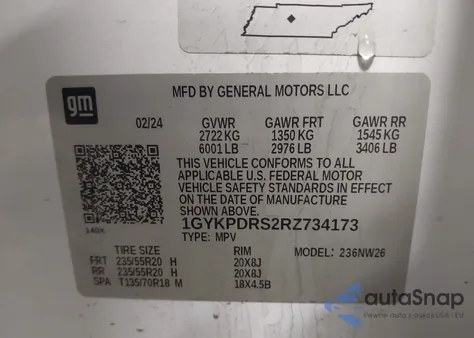 gm
MFD BY GENERAL MOTORS LLC
02/24 GVWR GAWR FRT GAWR RR
2722 KG 1350 KG 1545 KG
6001 LB 2976 LB 3406 LB
THIS VEHICLE CONFORMS TO ALL
APPLICABLE U.S. FEDERAL MOTOR
VEHICLE SAFETY STANDARDS IN EFFECT
ON THE DATE OF MANUFACTURE
SHOWN ABOVE.
1GYKPDRS2RZ734173
TYPE: MPV MODEL: 236NW26
TIRE SIZE RIM
FRT 235/55R20 H 20X8J
RR 235/55R20 H 20X8J
SPA T135/70R18 M 18X4.5B
autoSnap